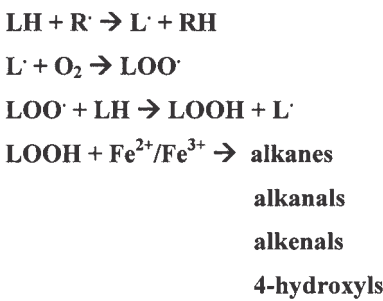 LH + R· → L· + RH
L· + O₂ → LOO·
LOO· + LH → LOOH + L·
LOOH + Fe²⁺/Fe³⁺ → alkanes
alkanals
alkenals
4-hydroxyls